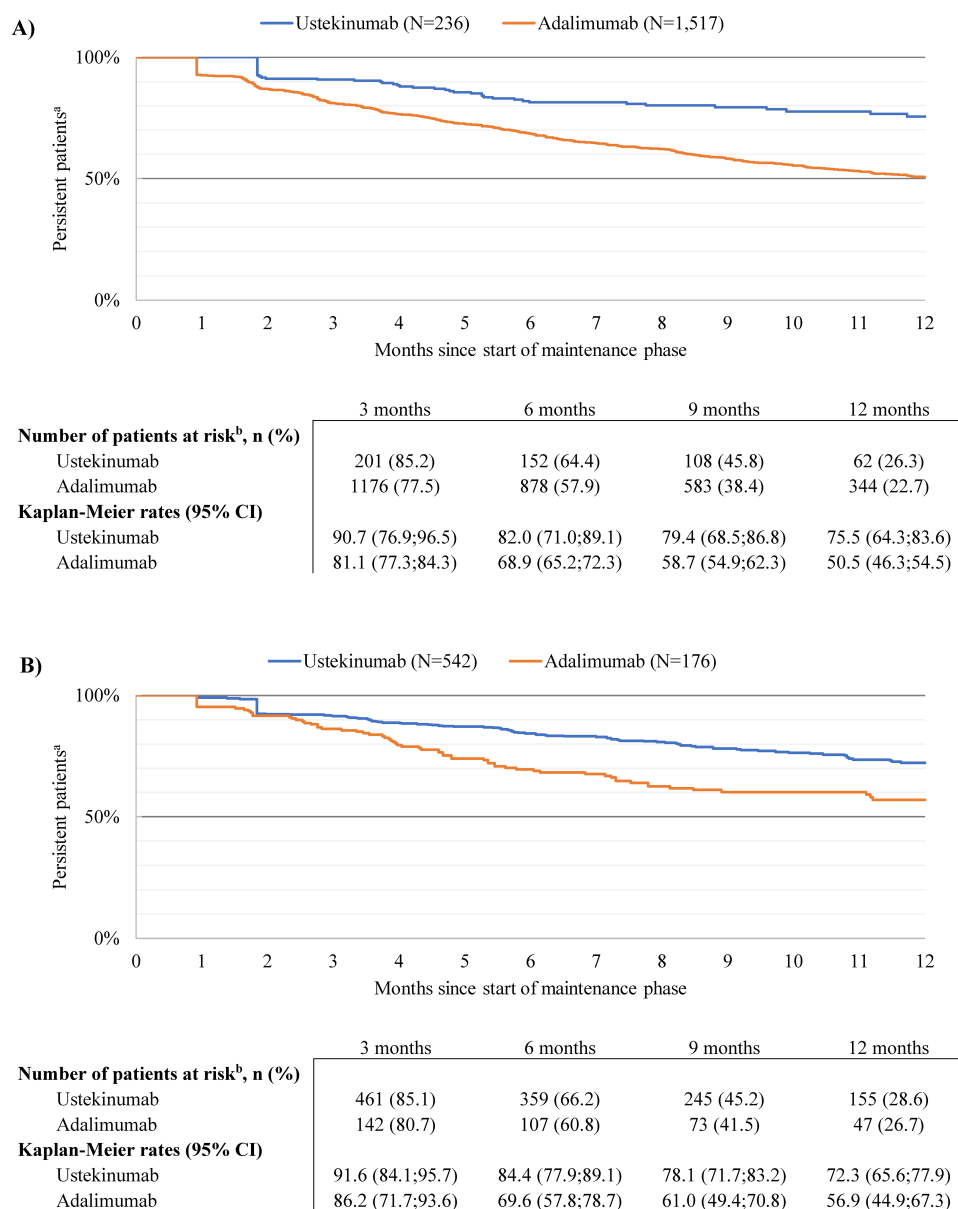 A)
Ustekinumab (N=236) Adalimumab (N=1,517)
100%
50%
0%
Persistent patientsᵃ
0 1 2 3 4 5 6 7 8 9 10 11 12
Months since start of maintenance phase
3 months 6 months 9 months 12 months
Number of patients at riskᵇ, n (%)
Ustekinumab 201 (85.2) 152 (64.4) 108 (45.8) 62 (26.3)
Adalimumab 1176 (77.5) 878 (57.9) 583 (38.4) 344 (22.7)
Kaplan-Meier rates (95% CI)
Ustekinumab 90.7 (76.9;96.5) 82.0 (71.0;89.1) 79.4 (68.5;86.8) 75.5 (64.3;83.6)
Adalimumab 81.1 (77.3;84.3) 68.9 (65.2;72.3) 58.7 (54.9;62.3) 50.5 (46.3;54.5)
B)
Ustekinumab (N=542) Adalimumab (N=176)
100%
50%
0%
Persistent patientsᵃ
0 1 2 3 4 5 6 7 8 9 10 11 12
Months since start of maintenance phase
3 months 6 months 9 months 12 months
Number of patients at riskᵇ, n (%)
Ustekinumab 461 (85.1) 359 (66.2) 245 (45.2) 155 (28.6)
Adalimumab 142 (80.7) 107 (60.8) 73 (41.5) 47 (26.7)
Kaplan-Meier rates (95% CI)
Ustekinumab 91.6 (84.1;95.7) 84.4 (77.9;89.1) 78.1 (71.7;83.2) 72.3 (65.6;77.9)
Adalimumab 86.2 (71.7;93.6) 69.6 (57.8;78.7) 61.0 (49.4;70.8) 56.9 (44.9;67.3)